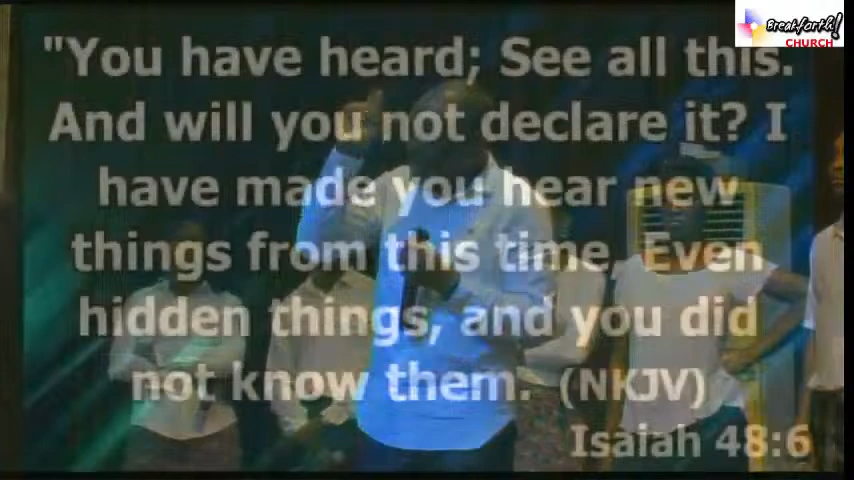 Breakforth!
CHURCH
"You have heard; See all this.
And will you not declare it? I
have made you hear new
things from this time, Even
hidden things, and you did
not know them. (NKJV)
Isaiah 48:6